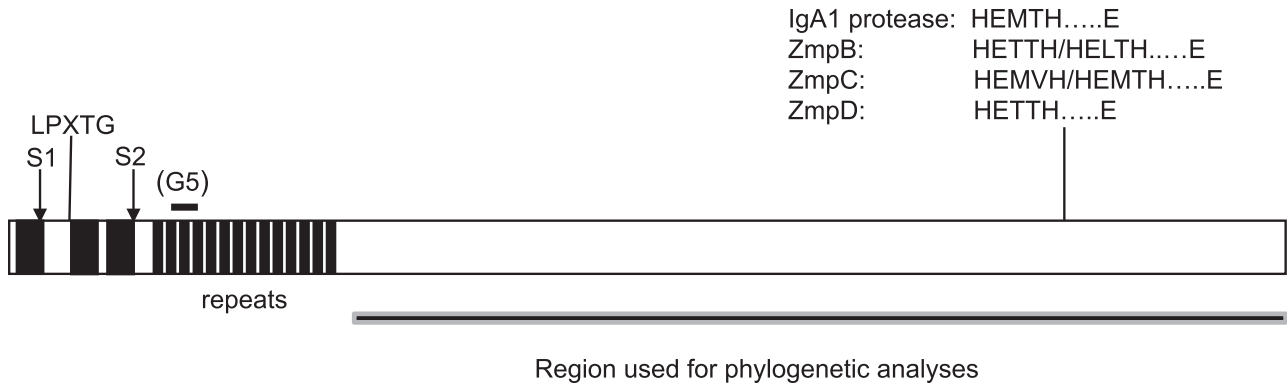 IgA1 protease: HEMTH…..E
ZmpB: HETTH/HELTH..…E
ZmpC: HEMVH/HEMTH…..E
ZmpD: HETTH…..E
LPXTG
S1
S2
(G5)
repeats
Region used for phylogenetic analyses